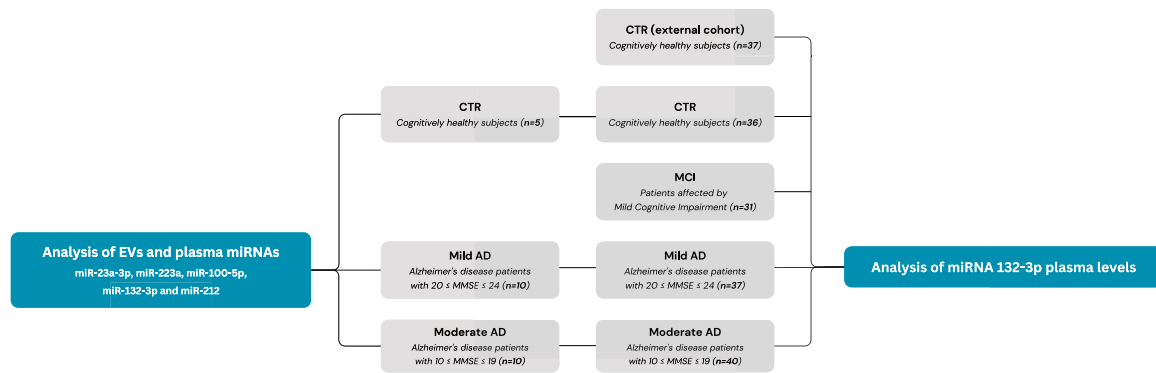 CTR (external cohort)
Cognitively healthy subjects (n=37)
CTR
Cognitively healthy subjects (n=5)
CTR
Cognitively healthy subjects (n=36)
MCI
Patients affected by
Mild Cognitive Impairment (n=31)
Analysis of EVs and plasma miRNAs
miR-23a-3p, miR-223a, miR-100-5p,
miR-132-3p and miR-212
Mild AD
Alzheimer's disease patients
with 20 ≤ MMSE ≤ 24 (n=10)
Mild AD
Alzheimer's disease patients
with 20 ≤ MMSE ≤ 24 (n=37)
Analysis of miRNA 132-3p plasma levels
Moderate AD
Alzheimer's disease patients
with 10 ≤ MMSE ≤ 19 (n=10)
Moderate AD
Alzheimer's disease patients
with 10 ≤ MMSE ≤ 19 (n=40)